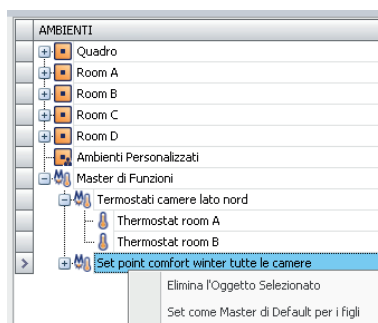 AMBIENTI
Quadro
Room A
Room B
Room C
Room D
Ambienti Personalizzati
Master di Funzioni
Termostati camere lato nord
Thermostat room A
Thermostat room B
Set point comfort winter tutte le camere
Elimina l'Oggetto Selezionato
Set come Master di Default per i figli